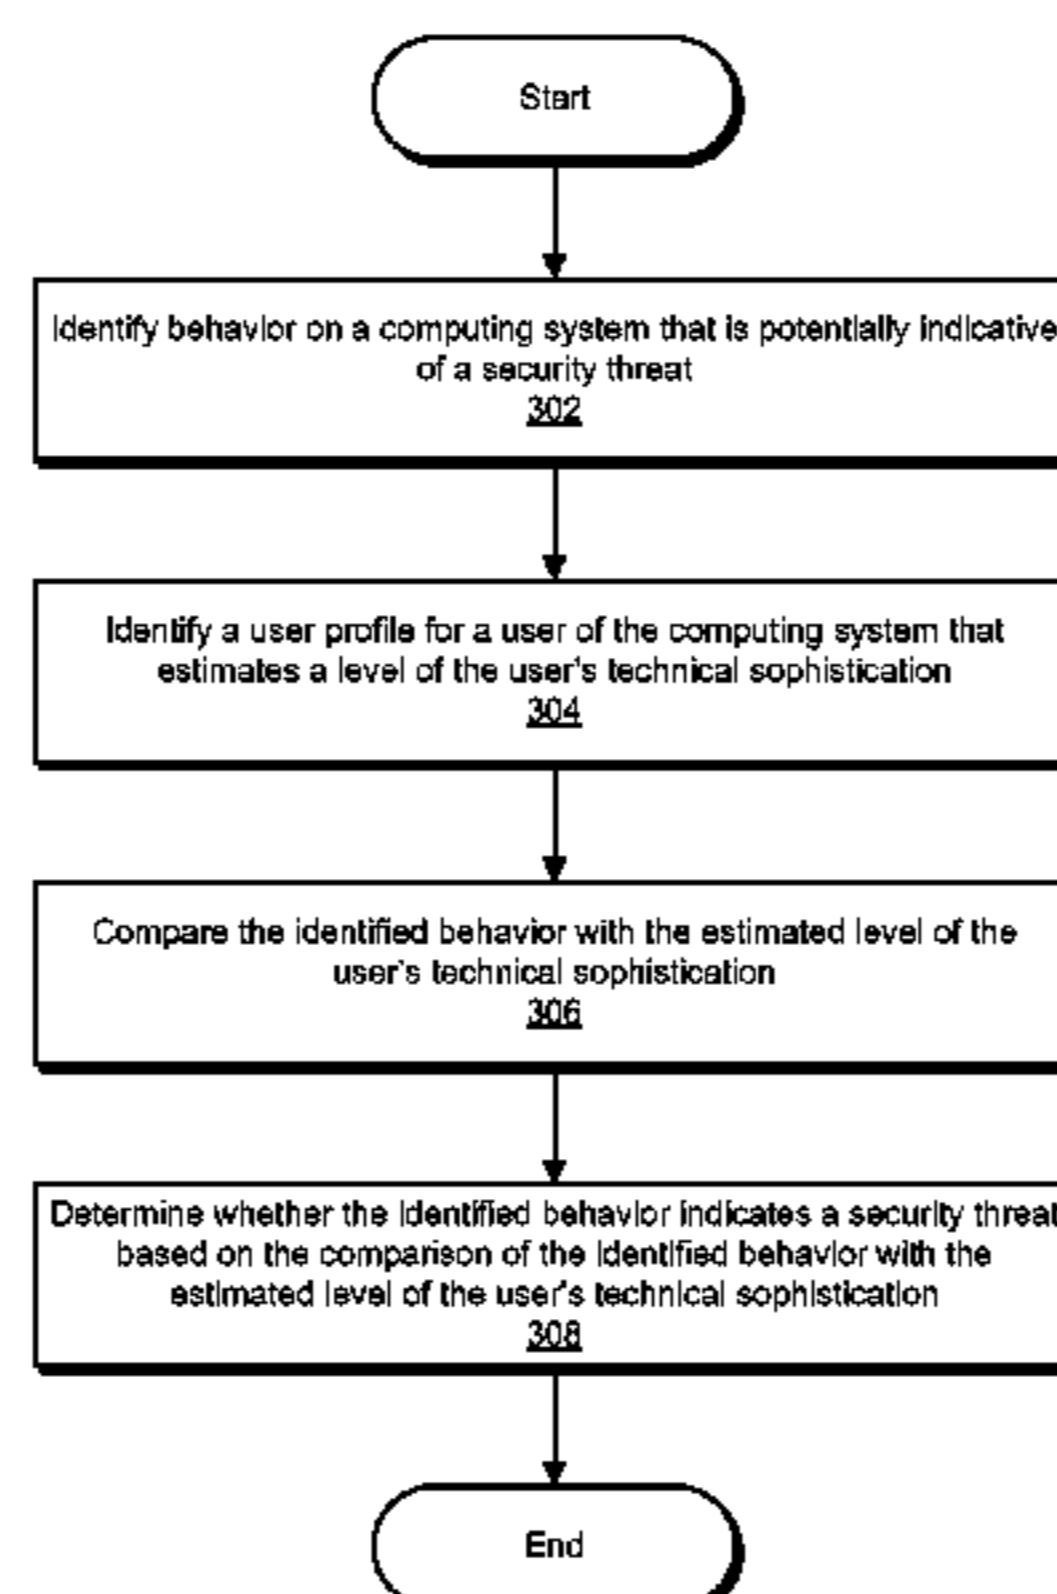 Start
Identify behavior on a computing system that is potentially indicative
of a security threat
302
Identify a user profile for a user of the computing system that
estimates a level of the user's technical sophistication
304
Compare the identified behavior with the estimated level of the
user's technical sophistication
306
Determine whether the identified behavior indicates a security threat
based on the comparison of the identified behavior with the
estimated level of the user's technical sophistication
308
End